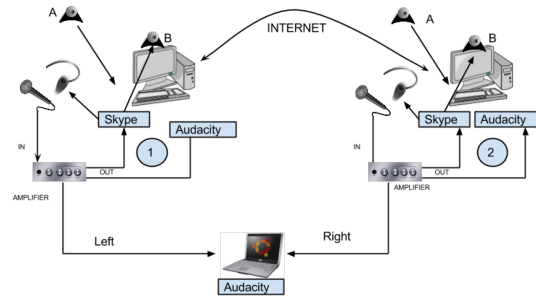 A
B
INTERNET
A
B
Skype
Audacity
Skype
Audacity
IN
1
OUT
IN
2
OUT
AMPLIFIER
AMPLIFIER
Left
Right
Audacity